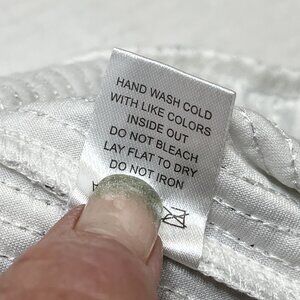 HAND WASH COLD
WITH LIKE COLORS
INSIDE OUT
DO NOT BLEACH
LAY FLAT TO DRY
DO NOT IRON